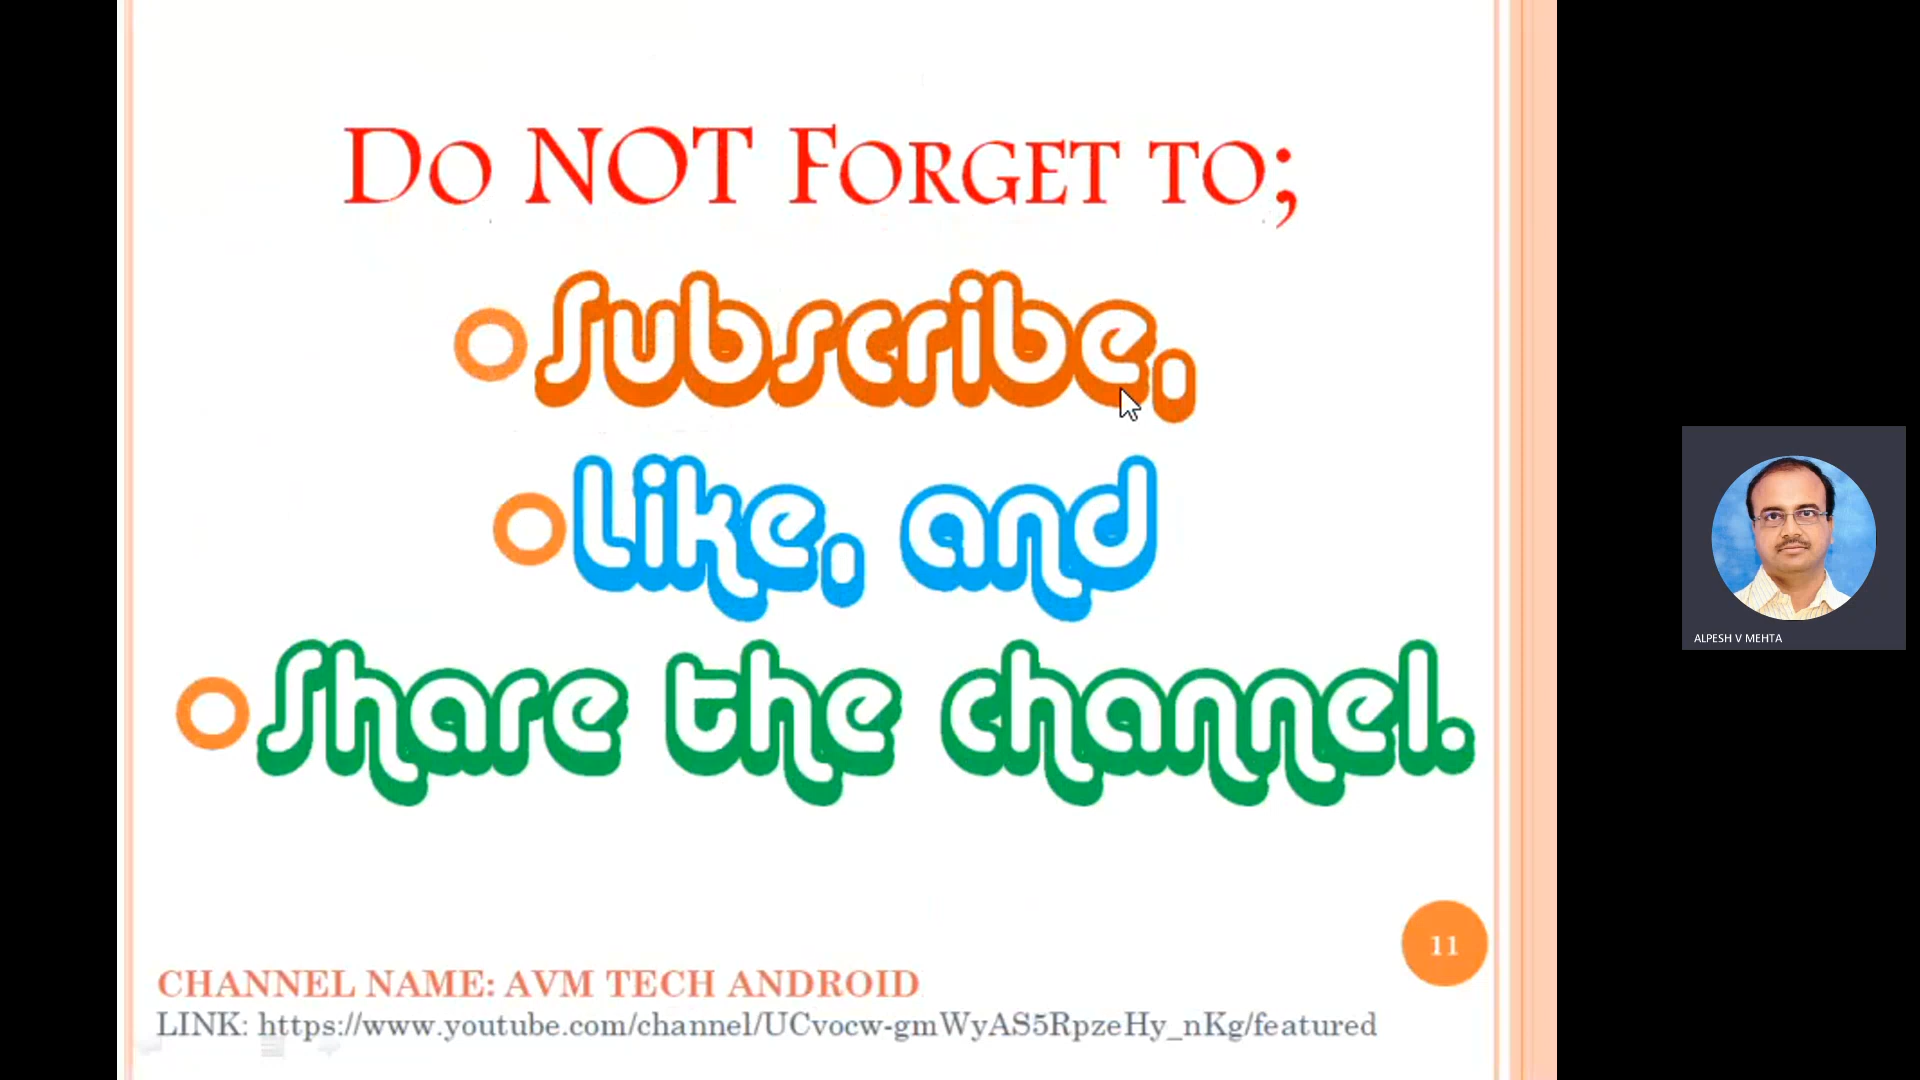 Do NOT Forget to;
Subscribe,
Like, and
Share the channel.
11
CHANNEL NAME: AVM TECH ANDROID
LINK: https://www.youtube.com/channel/UCvocw-gmWyAS5RpzeHy_nKg/featured
ALPESH V MEHTA